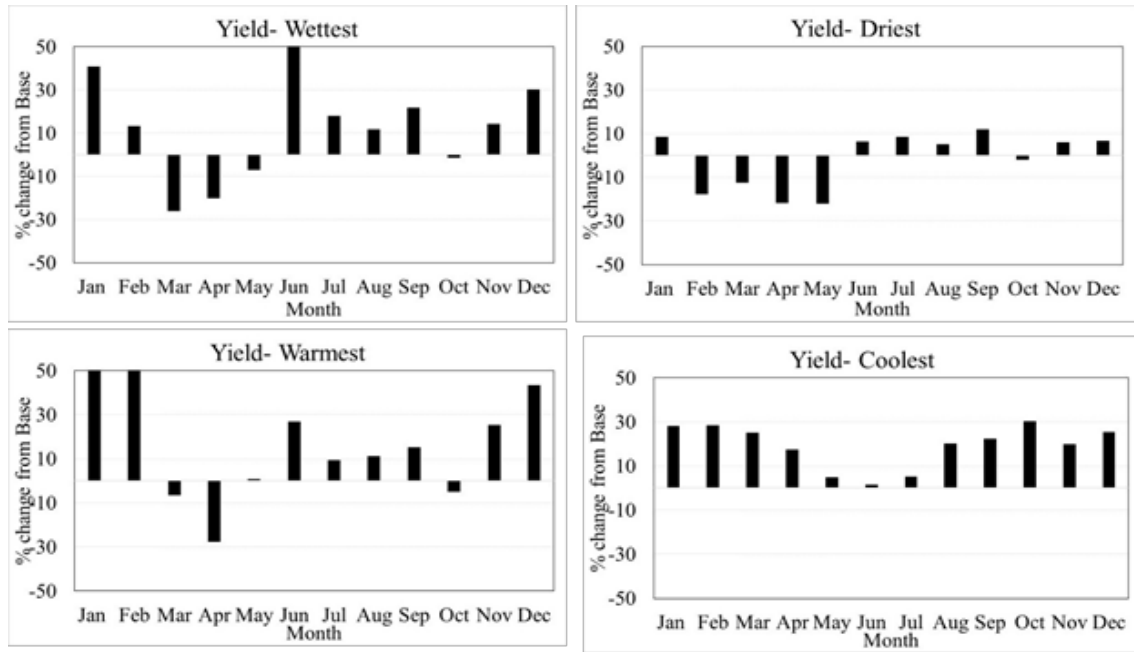 Yield- Wettest
% change from Base
50
30
10
-10
-30
-50
Jan Feb Mar Apr May Jun Jul Aug Sep Oct Nov Dec
Month
Yield- Driest
% change from Base
50
30
10
-10
-30
-50
Jan Feb Mar Apr May Jun Jul Aug Sep Oct Nov Dec
Month
Yield- Warmest
% change from Base
50
30
10
-10
-30
-50
Jan Feb Mar Apr May Jun Jul Aug Sep Oct Nov Dec
Month
Yield- Coolest
% change from Base
50
30
10
-10
-30
-50
Jan Feb Mar Apr May Jun Jul Aug Sep Oct Nov Dec
Month